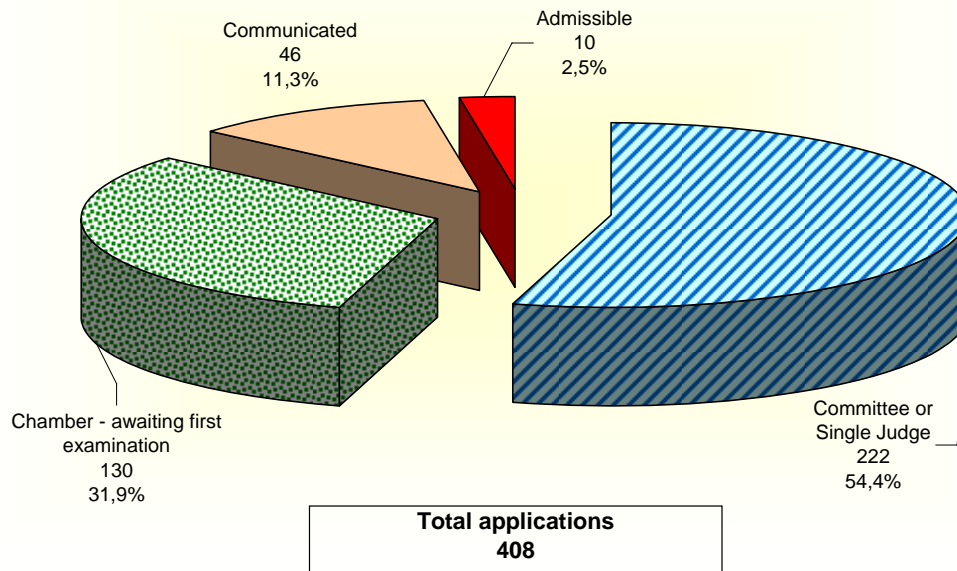 Communicated
46
11,3%
Admissible
10
2,5%
Chamber - awaiting first
examination
130
31,9%
Committee or
Single Judge
222
54,4%
Total applications
408